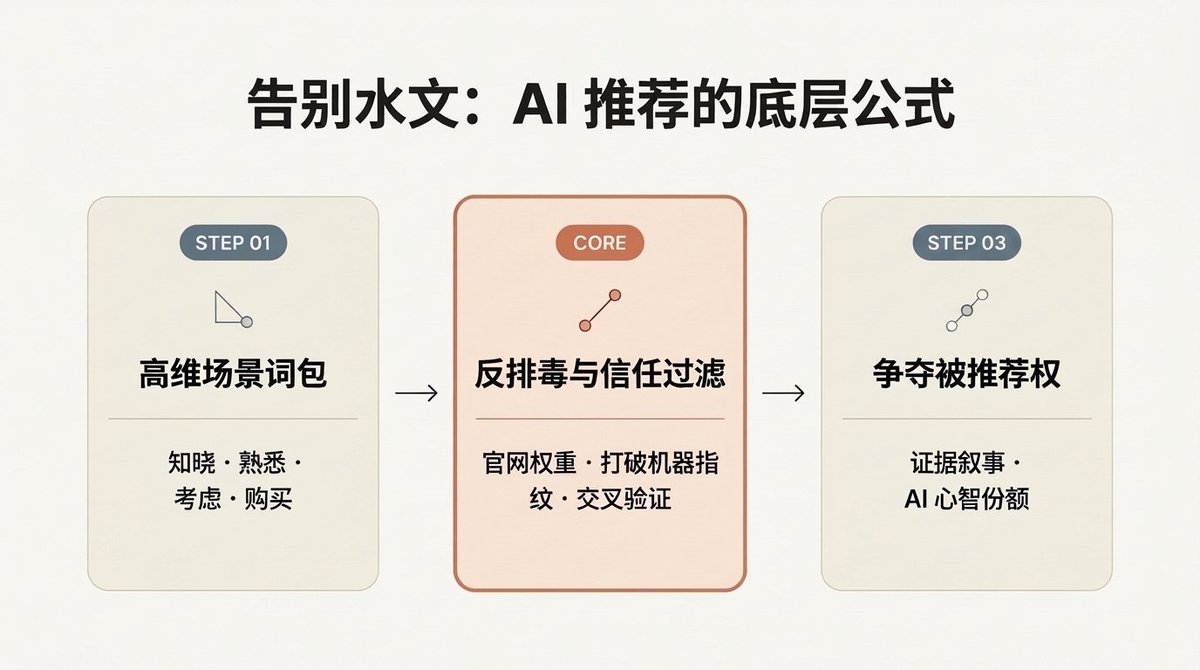 告别水文：AI 推荐的底层公式
STEP 01
高维场景词包
知晓 · 熟悉 ·
考虑 · 购买
CORE
反排毒与信任过滤
官网权重 · 打破机器指
纹 · 交叉验证
STEP 03
争夺被推荐权
证据叙事 ·
AI 心智份额